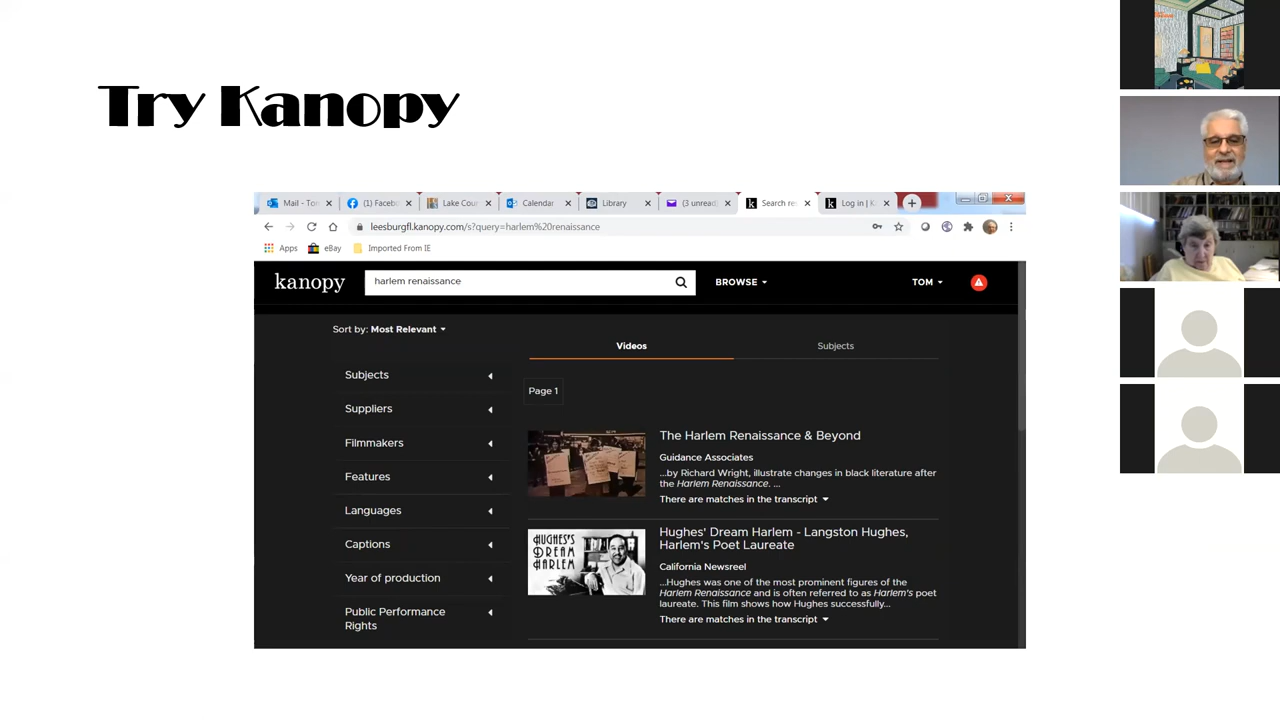 Try Kanopy
Mail - Ton
(1) Facebo
Lake Cou
Calendar
Library
(3 unread)
Search re
Log in | K
leesburgfl.kanopy.com/s?query=harlem%20renaissance
Apps
eBay
Imported From IE
kanopy
harlem renaissance
BROWSE
TOM
Sort by: Most Relevant
Videos
Subjects
Subjects
Suppliers
Filmmakers
Features
Languages
Captions
Year of production
Public Performance
Rights
Page 1
The Harlem Renaissance & Beyond
Guidance Associates
...by Richard Wright, illustrate changes in black literature after
the Harlem Renaissance. ...
There are matches in the transcript
HUGHES'S
DREAM
HARLEM
Hughes' Dream Harlem - Langston Hughes,
Harlem's Poet Laureate
California Newsreel
...Hughes was one of the most prominent figures of the
Harlem Renaissance and is often referred to as Harlem's poet
laureate. This film shows how Hughes successfully...
There are matches in the transcript